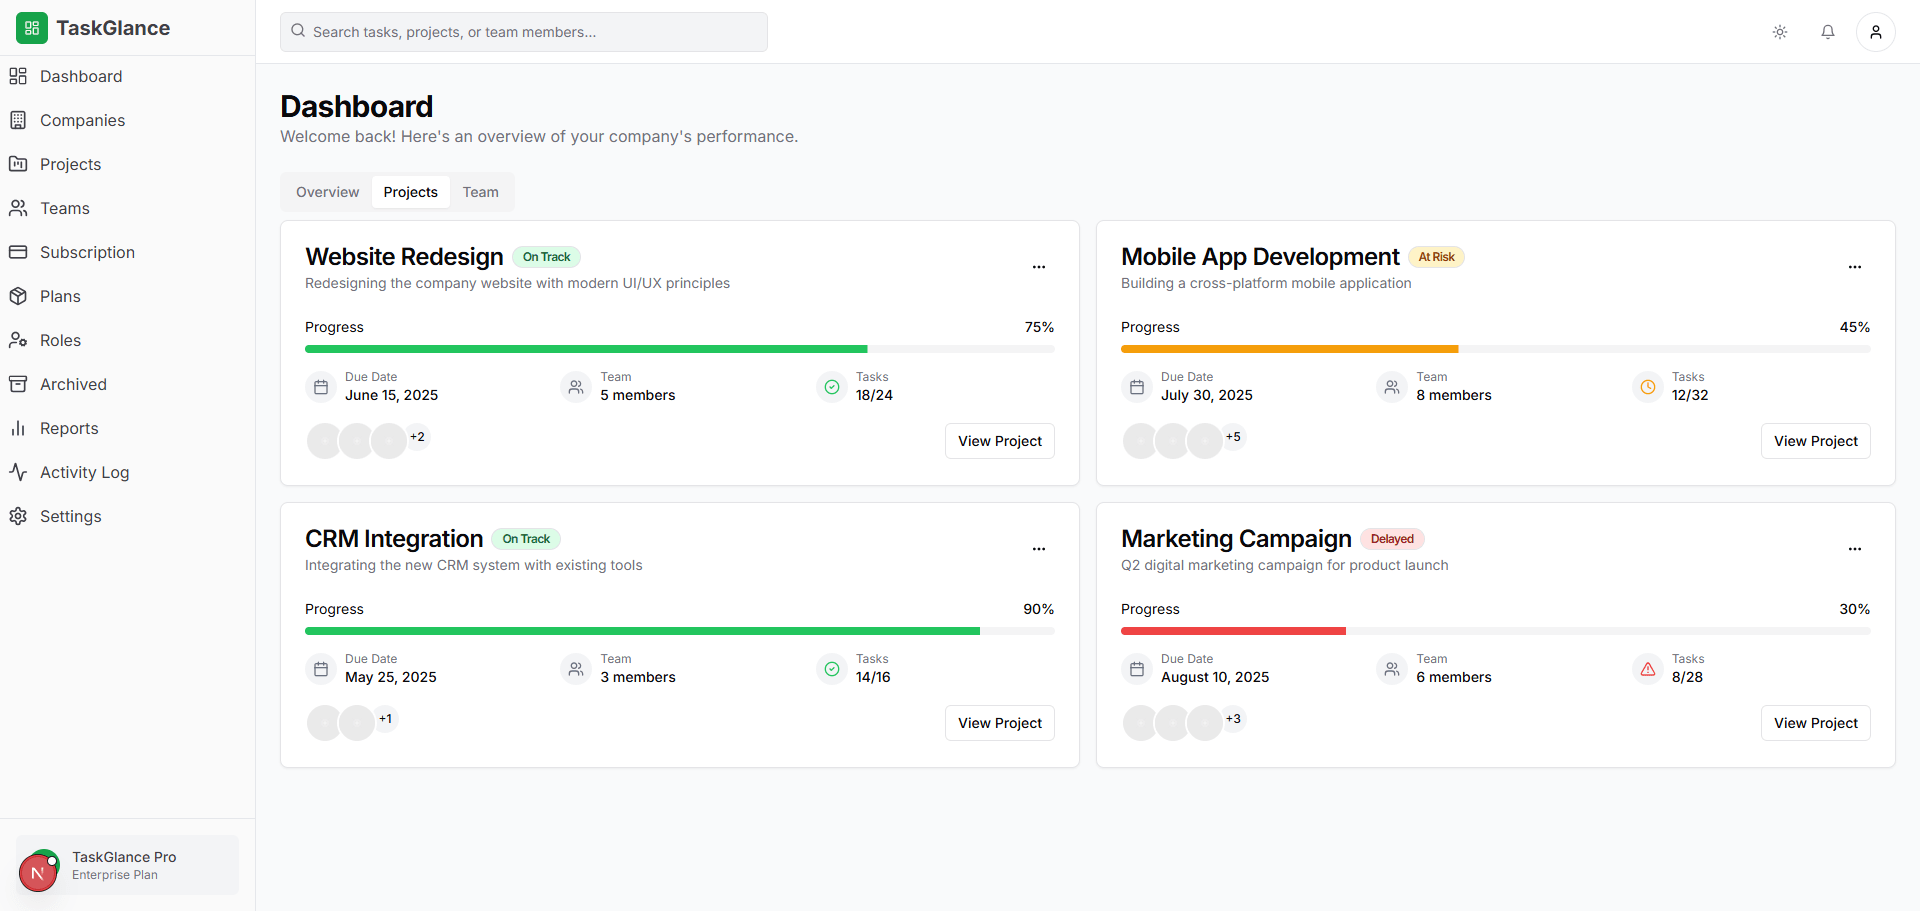 TaskGlance
Search tasks, projects, or team members...
Dashboard
Companies
Projects
Teams
Subscription
Plans
Roles
Archived
Reports
Activity Log
Settings
TaskGlance Pro
Enterprise Plan
N
Dashboard
Welcome back! Here's an overview of your company's performance.
Overview Projects Team
Website Redesign On Track
Redesigning the company website with modern UI/UX principles
Progress 75%
Due Date Team Tasks
June 15, 2025 5 members 18/24
+2 View Project
Mobile App Development At Risk
Building a cross-platform mobile application
Progress 45%
Due Date Team Tasks
July 30, 2025 8 members 12/32
+5 View Project
CRM Integration On Track
Integrating the new CRM system with existing tools
Progress 90%
Due Date Team Tasks
May 25, 2025 3 members 14/16
+1 View Project
Marketing Campaign Delayed
Q2 digital marketing campaign for product launch
Progress 30%
Due Date Team Tasks
August 10, 2025 6 members 8/28
+3 View Project